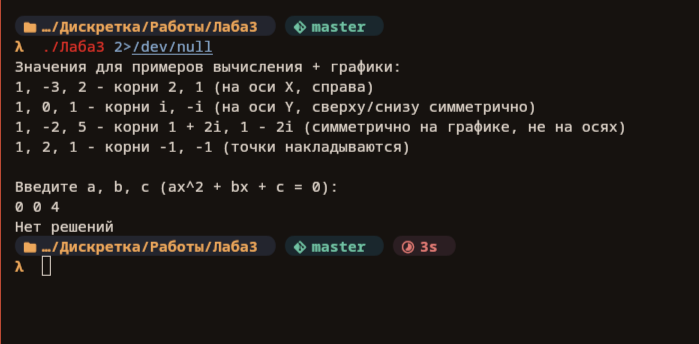 …/Дискретка/Работы/Лаба3 master
λ ./Лаба3 2>/dev/null
Значения для примеров вычисления + графики:
1, -3, 2 - корни 2, 1 (на оси X, справа)
1, 0, 1 - корни i, -i (на оси Y, сверху/снизу симметрично)
1, -2, 5 - корни 1 + 2i, 1 - 2i (симметрично на графике, не на осях)
1, 2, 1 - корни -1, -1 (точки накладываются)
Введите a, b, c (ax^2 + bx + c = 0):
0 0 4
Нет решений
…/Дискретка/Работы/Лаба3 master 3s
λ